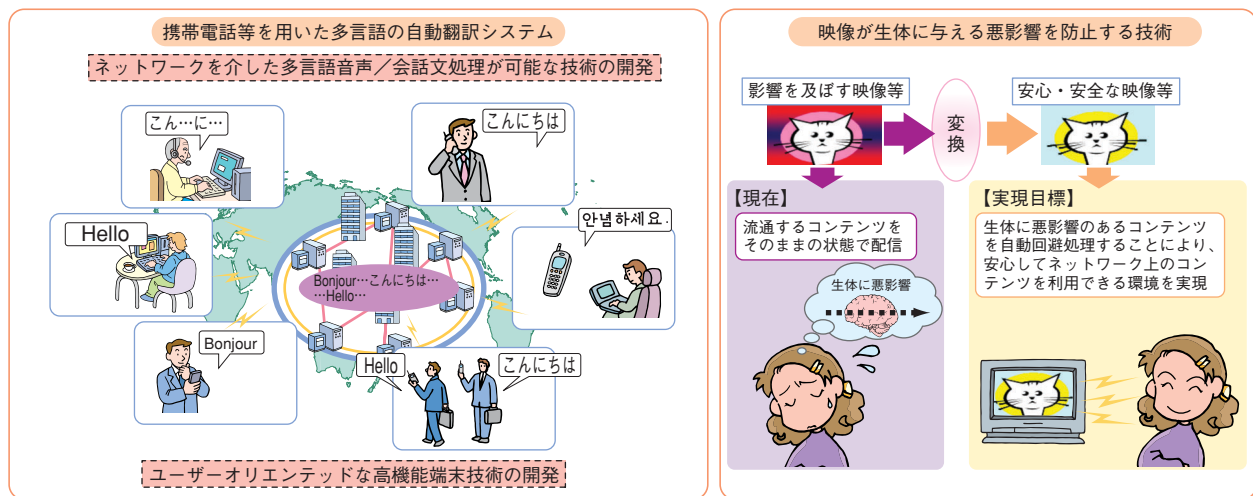 携帯電話等を用いた多言語の自動翻訳システム
ネットワークを介した多言語音声／会話文処理が可能な技術の開発
こん…に…
こんにちは
Hello
안녕하세요.
Bonjour…こんにちは…
…Hello…
Bonjour
Hello
こんにちは
ユーザーオリエンテッドな高機能端末技術の開発
映像が生体に与える悪影響を防止する技術
影響を及ぼす映像等
変換
安心・安全な映像等
【現在】
流通するコンテンツを
そのままの状態で配信
生体に悪影響
【実現目標】
生体に悪影響のあるコンテンツ
を自動回避処理することにより、
安心してネットワーク上のコン
テンツを利用できる環境を実現